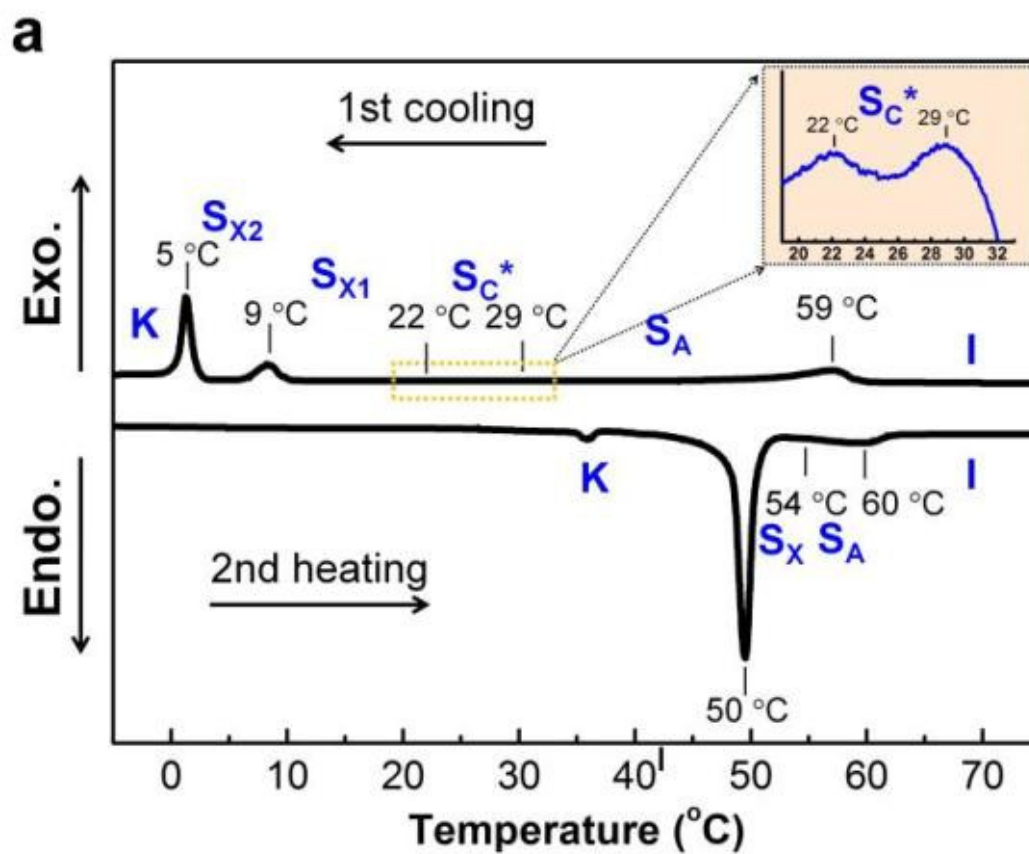 a
1st cooling
Exo.
K
5 °C
S_X2
9 °C
S_X1
22 °C
29 °C
S_C*
S_A
59 °C
I
S_C*
22 °C
29 °C
20 22 24 26 28 30 32
Endo.
2nd heating
K
50 °C
54 °C 60 °C
S_X S_A
I
0 10 20 30 40 50 60 70
Temperature (°C)